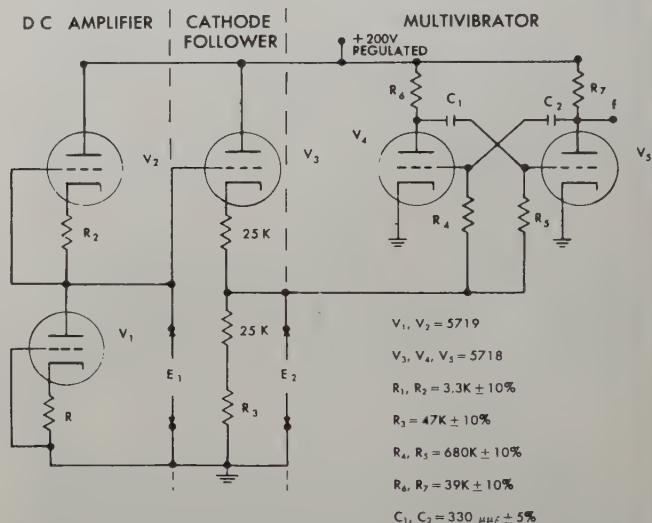 D C AMPLIFIER
CATHODE
FOLLOWER
MULTIVIBRATOR
+ 200V
REGULATED
R6
C1
C2
R7
f
V2
V3
V4
V5
R2
25 K
R4
R5
V1
E1
25 K
E2
R
R3
V1, V2 = 5719
V3, V4, V5 = 5718
R1, R2 = 3.3K ± 10%
R3 = 47K ± 10%
R4, R5 = 680K ± 10%
R6, R7 = 39K ± 10%
C1, C2 = 330 μμf ± 5%